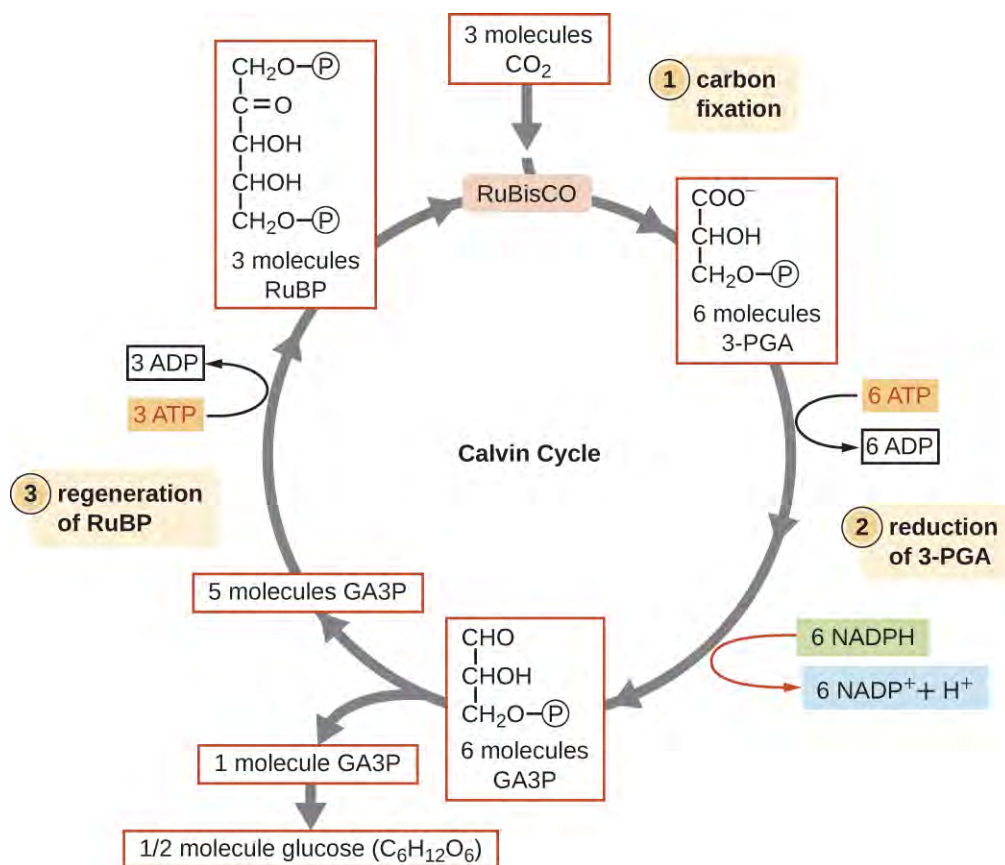 3 molecules
CO₂
1 carbon
fixation
CH₂O–Ⓟ
C=O
CHOH
CHOH
CH₂O–Ⓟ
3 molecules
RuBP
RuBisCO
COO⁻
CHOH
CH₂O–Ⓟ
6 molecules
3-PGA
3 ADP
3 ATP
6 ATP
6 ADP
Calvin Cycle
3 regeneration
of RuBP
2 reduction
of 3-PGA
5 molecules GA3P
CHO
CHOH
CH₂O–Ⓟ
6 molecules
GA3P
6 NADPH
6 NADP⁺+ H⁺
1 molecule GA3P
1/2 molecule glucose (C₆H₁₂O₆)